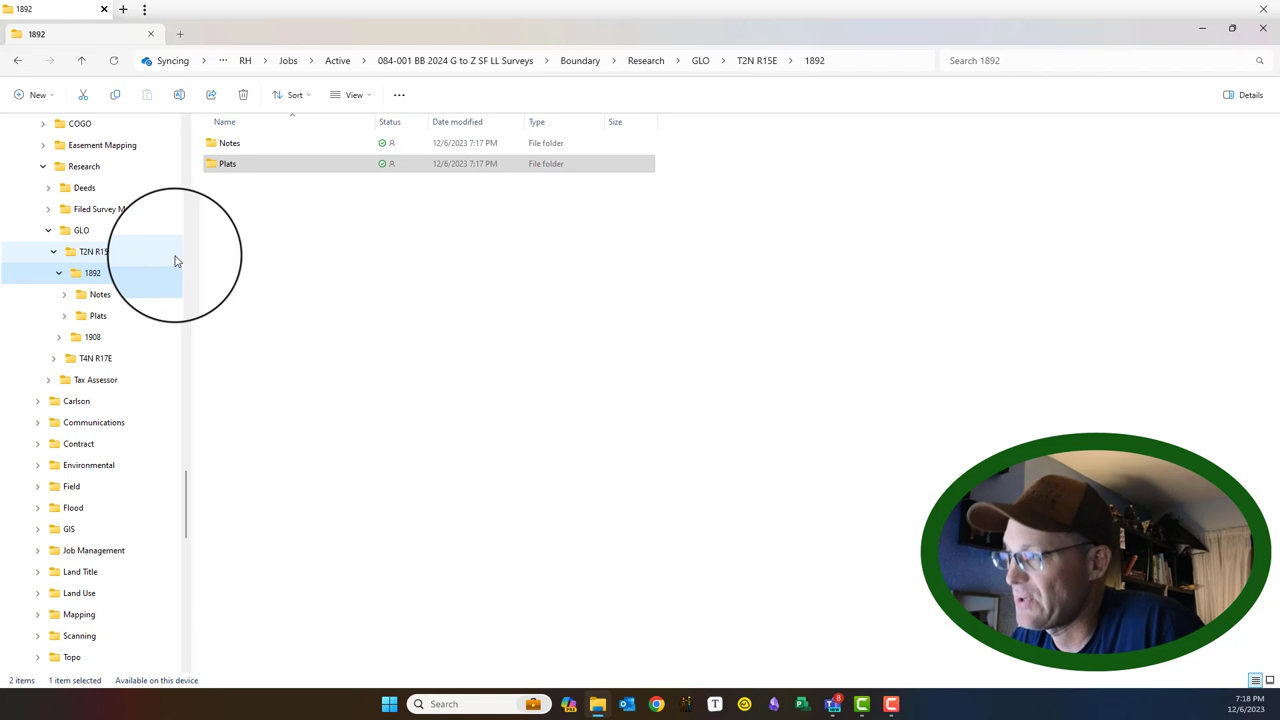 1892
1892
Syncing ... RH Jobs Active 084-001 BB 2024 G to Z SF LL Surveys Boundary Research GLO T2N R15E 1892 Search 1892
New Sort View Details
Name Status Date modified Type Size
Notes 12/6/2023 7:17 PM File folder
Plats 12/6/2023 7:17 PM File folder
COGO
Easement Mapping
Research
Deeds
Filed Survey M
GLO
T2N R15
1892
Notes
Plats
1908
T4N R17E
Tax Assessor
Carlson
Communications
Contract
Environmental
Field
Flood
GIS
Job Management
Land Title
Land Use
Mapping
Scanning
Topo
2 items 1 item selected Available on this device
Search 8 7:18 PM
12/6/2023